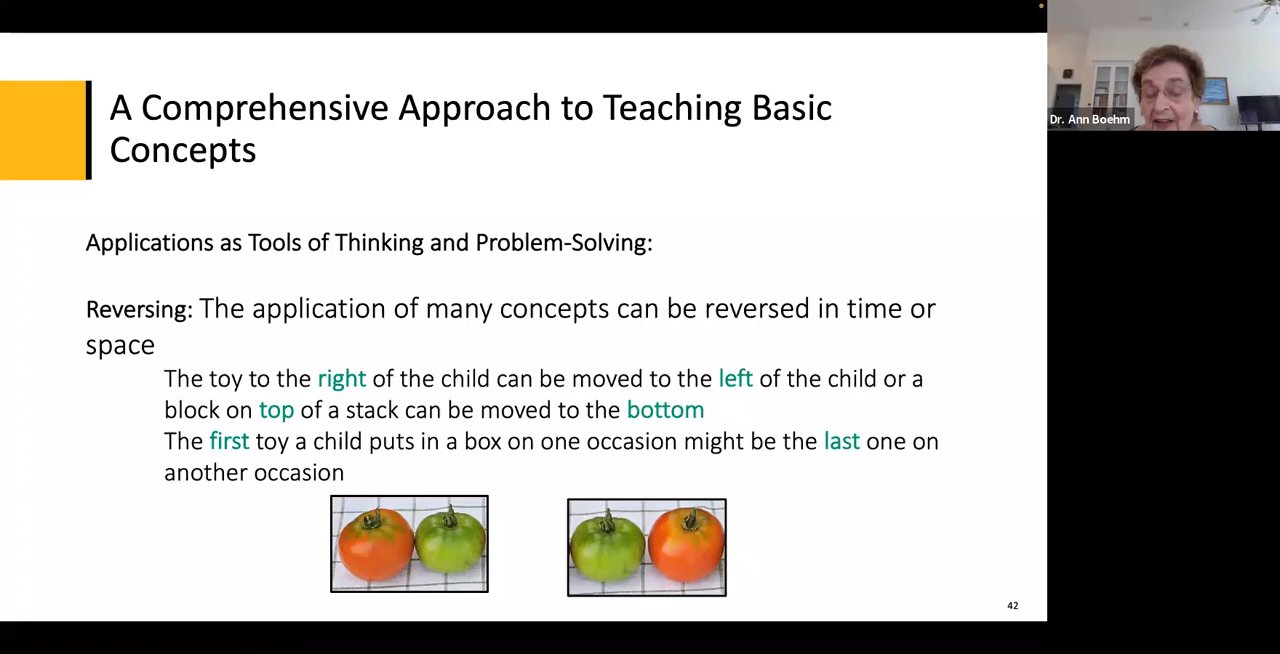 A Comprehensive Approach to Teaching Basic
Concepts
Applications as Tools of Thinking and Problem-Solving:
Reversing: The application of many concepts can be reversed in time or
space
The toy to the right of the child can be moved to the left of the child or a
block on top of a stack can be moved to the bottom
The first toy a child puts in a box on one occasion might be the last one on
another occasion
42
Dr. Ann Boehm